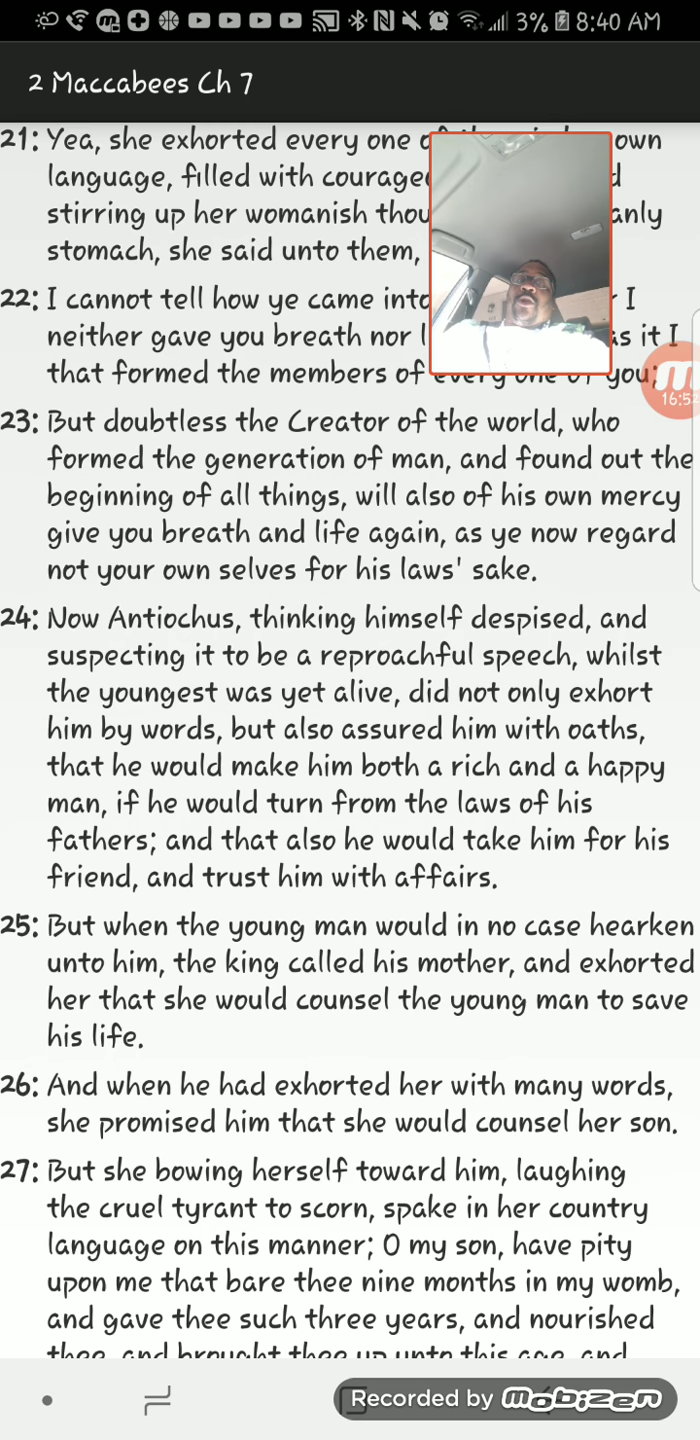 3% 8:40 AM
2 Maccabees Ch 7
21: Yea, she exhorted every one own
language, filled with
stirring up her womanish
stomach, she said unto them,
22: I cannot tell how ye came I
neither gave you breath nor it I
that formed the members of every one of you;
16:52
23: But doubtless the Creator of the world, who
formed the generation of man, and found out the
beginning of all things, will also of his own mercy
give you breath and life again, as ye now regard
not your own selves for his laws' sake.
24: Now Antiochus, thinking himself despised, and
suspecting it to be a reproachful speech, whilst
the youngest was yet alive, did not only exhort
him by words, but also assured him with oaths,
that he would make him both a rich and a happy
man, if he would turn from the laws of his
fathers; and that also he would take him for his
friend, and trust him with affairs.
25: But when the young man would in no case hearken
unto him, the king called his mother, and exhorted
her that she would counsel the young man to save
his life.
26: And when he had exhorted her with many words,
she promised him that she would counsel her son.
27: But she bowing herself toward him, laughing
the cruel tyrant to scorn, spake in her country
language on this manner; O my son, have pity
upon me that bare thee nine months in my womb,
and gave thee such three years, and nourished
thee, and brought thee up unto this age, and
Recorded by mobizen